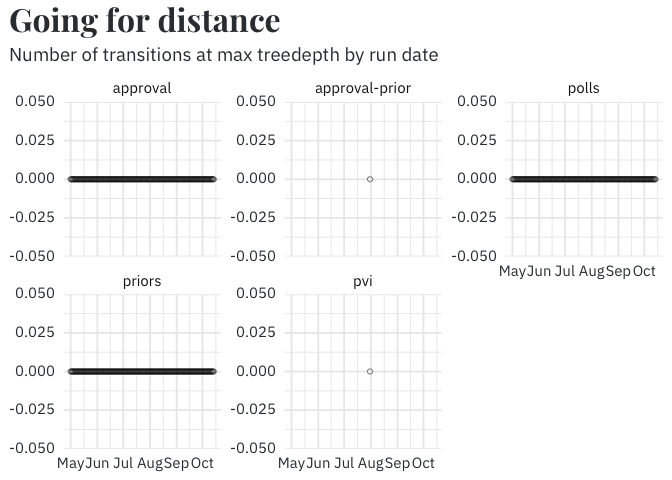 Going for distance
Number of transitions at max treedepth by run date
approval
approval-prior
polls
0.050
0.025
0.000
-0.025
-0.050
0.050
0.025
0.000
-0.025
-0.050
0.050
0.025
0.000
-0.025
-0.050
May Jun Jul Aug Sep Oct
priors
pvi
0.050
0.025
0.000
-0.025
-0.050
0.050
0.025
0.000
-0.025
-0.050
May Jun Jul Aug Sep Oct
May Jun Jul Aug Sep Oct